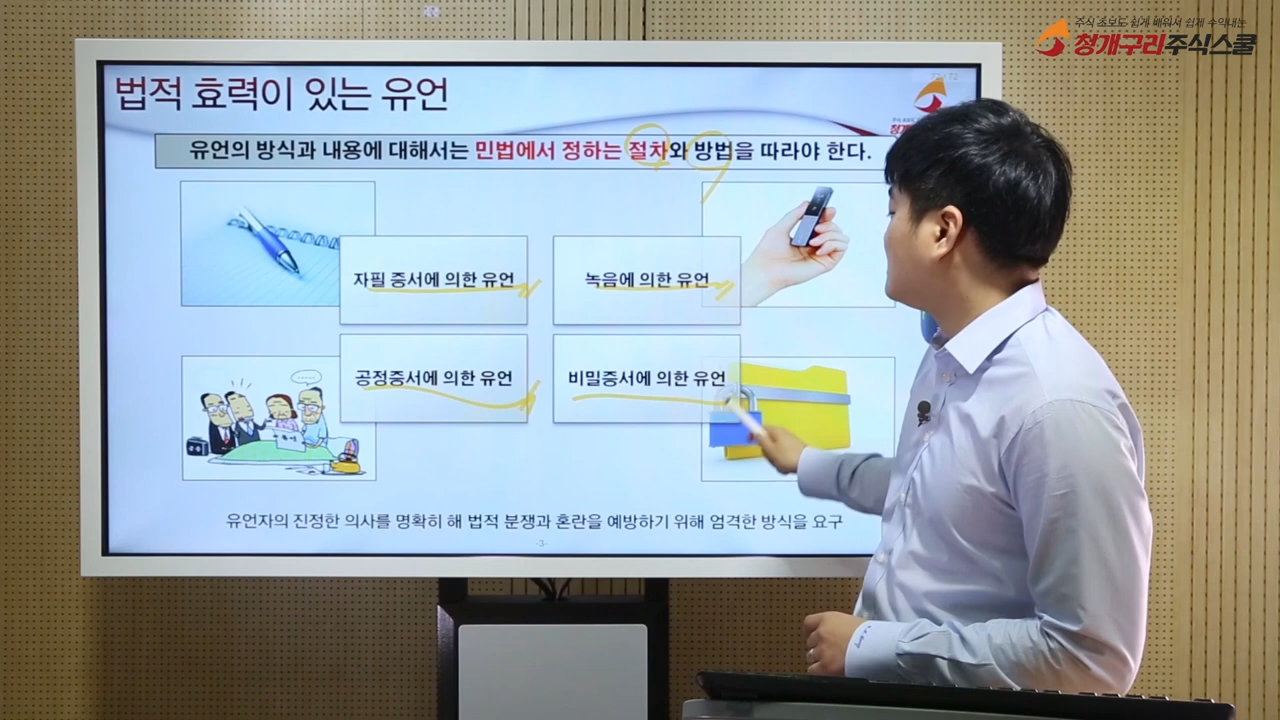 주식 초보도 쉽게 배워서 쉽게 수익내는
청개구리주식스쿨
법적 효력이 있는 유언
유언의 방식과 내용에 대해서는 민법에서 정하는 절차와 방법을 따라야 한다.
자필 증서에 의한 유언
녹음에 의한 유언
공정증서에 의한 유언
비밀증서에 의한 유언
유언자의 진정한 의사를 명확히 해 법적 분쟁과 혼란을 예방하기 위해 엄격한 방식을 요구
-3-